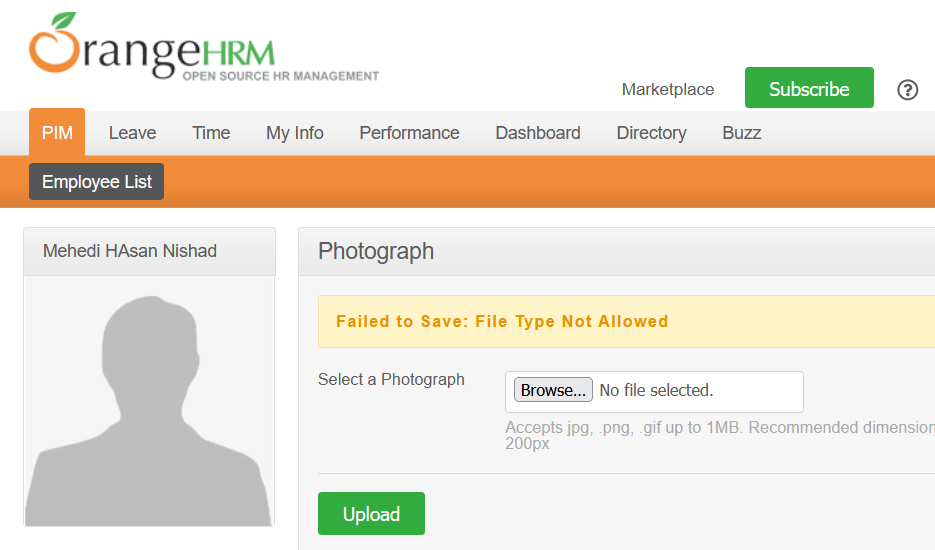 OrangeHRM
OPEN SOURCE HR MANAGEMENT
Marketplace Subscribe ?
PIM Leave Time My Info Performance Dashboard Directory Buzz
Employee List
Mehedi HAsan Nishad
Photograph
Failed to Save: File Type Not Allowed
Select a Photograph Browse... No file selected.
Accepts jpg, .png, .gif up to 1MB. Recommended dimension
200px
Upload